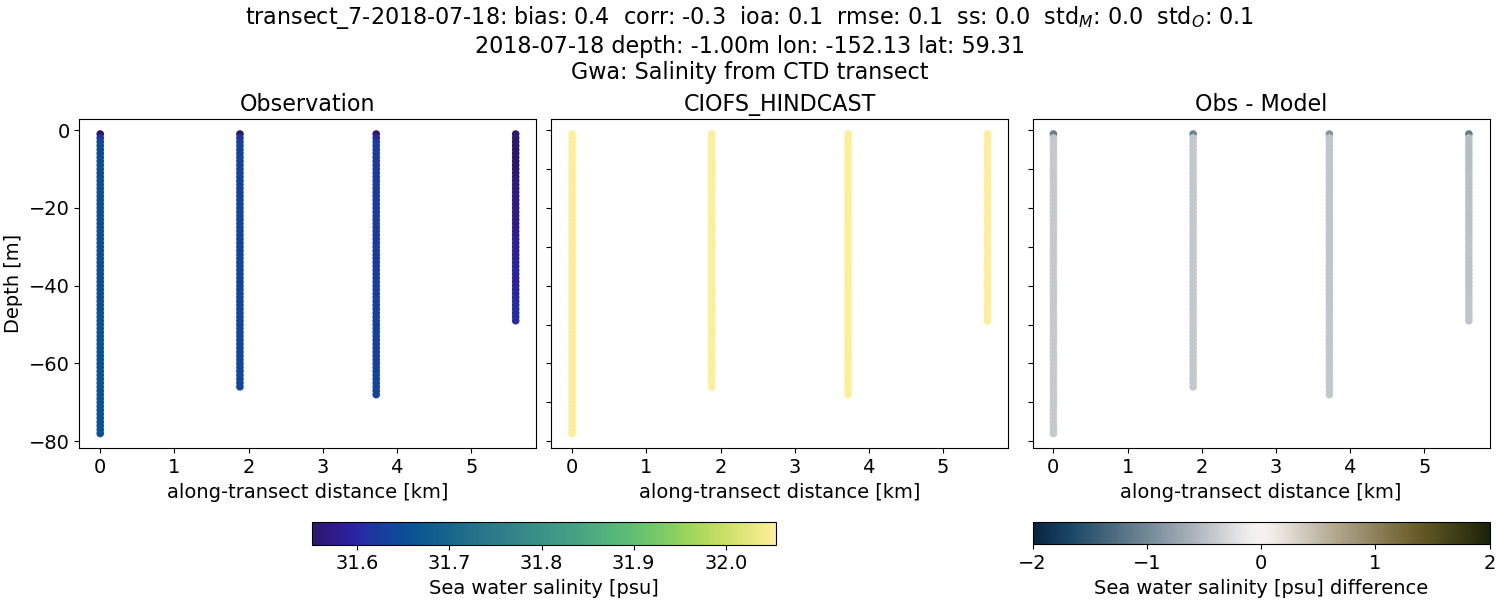 transect_7-2018-07-18: bias: 0.4  corr: -0.3  ioa: 0.1  rmse: 0.1  ss: 0.0  std_M: 0.0  std_O: 0.1
2018-07-18 depth: -1.00m lon: -152.13 lat: 59.31
Gwa: Salinity from CTD transect
Observation
CIOFS_HINDCAST
Obs - Model
Depth [m]
0
−20
−40
−60
−80
0 1 2 3 4 5
0 1 2 3 4 5
0 1 2 3 4 5
along-transect distance [km]
along-transect distance [km]
along-transect distance [km]
31.6 31.7 31.8 31.9 32.0
Sea water salinity [psu]
−2 −1 0 1 2
Sea water salinity [psu] difference